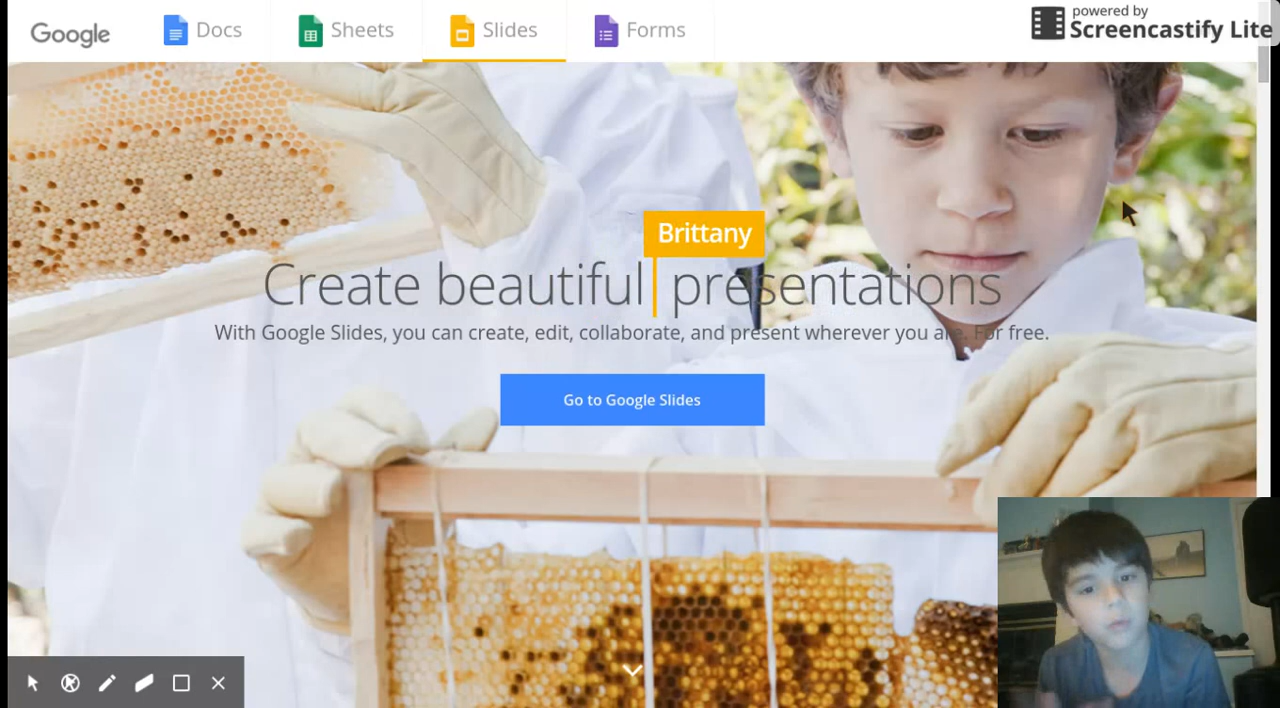 Google
Docs
Sheets
Slides
Forms
powered by
Screencastify Lite
Brittany
Create beautiful presentations
With Google Slides, you can create, edit, collaborate, and present wherever you are. For free.
Go to Google Slides